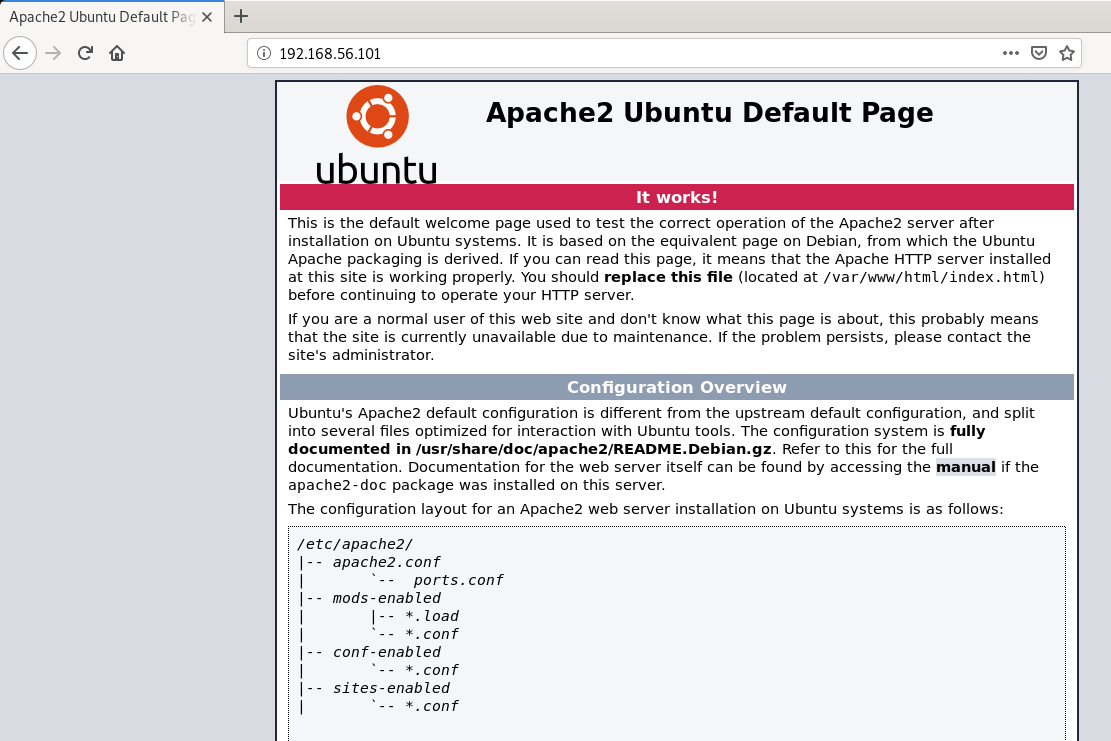 Apache2 Ubuntu Default Pag
192.168.56.101
ubuntu
Apache2 Ubuntu Default Page
It works!
This is the default welcome page used to test the correct operation of the Apache2 server after
installation on Ubuntu systems. It is based on the equivalent page on Debian, from which the Ubuntu
Apache packaging is derived. If you can read this page, it means that the Apache HTTP server installed
at this site is working properly. You should replace this file (located at /var/www/html/index.html)
before continuing to operate your HTTP server.
If you are a normal user of this web site and don't know what this page is about, this probably means
that the site is currently unavailable due to maintenance. If the problem persists, please contact the
site's administrator.
Configuration Overview
Ubuntu's Apache2 default configuration is different from the upstream default configuration, and split
into several files optimized for interaction with Ubuntu tools. The configuration system is fully
documented in /usr/share/doc/apache2/README.Debian.gz. Refer to this for the full
documentation. Documentation for the web server itself can be found by accessing the manual if the
apache2-doc package was installed on this server.
The configuration layout for an Apache2 web server installation on Ubuntu systems is as follows:
/etc/apache2/
|-- apache2.conf
|       `--  ports.conf
|-- mods-enabled
|       |-- *.load
|       `-- *.conf
|-- conf-enabled
|       `-- *.conf
|-- sites-enabled
|       `-- *.conf